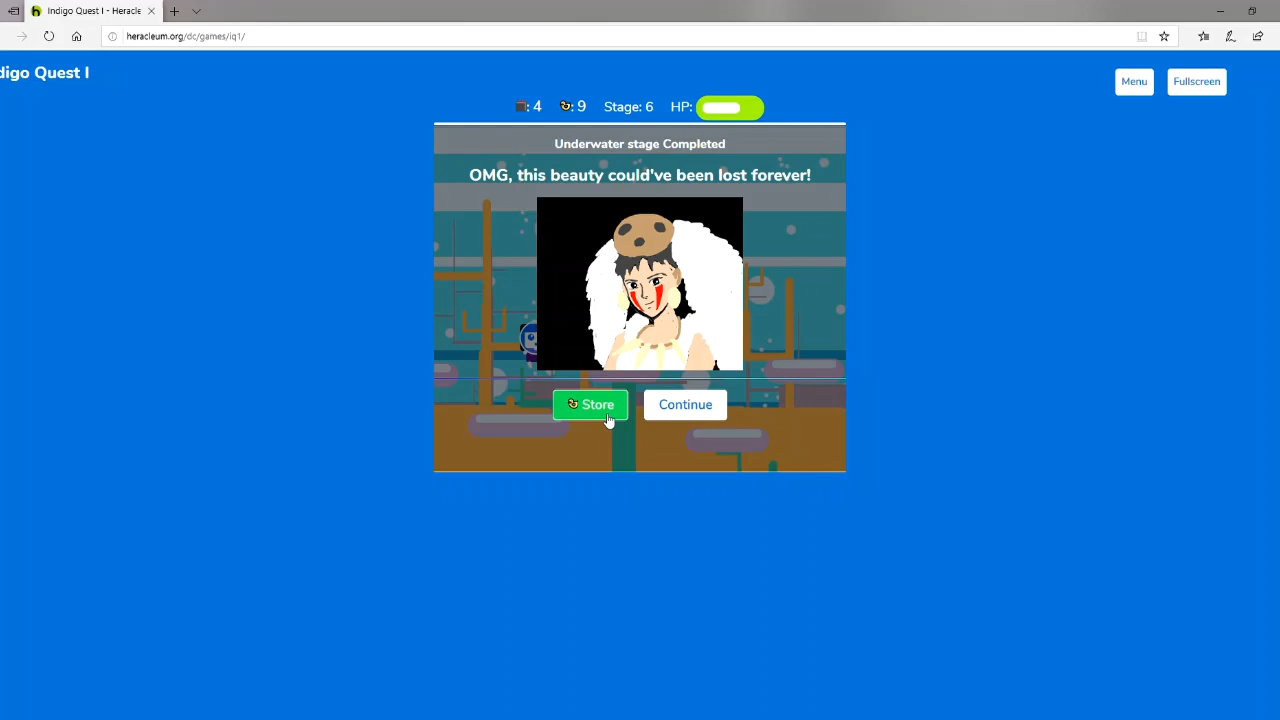 Indigo Quest I - Heracle
heracleum.org/dc/games/iq1/
digo Quest I
Menu
Fullscreen
: 4 : 9 Stage: 6 HP:
Underwater stage Completed
OMG, this beauty could've been lost forever!
Store
Continue